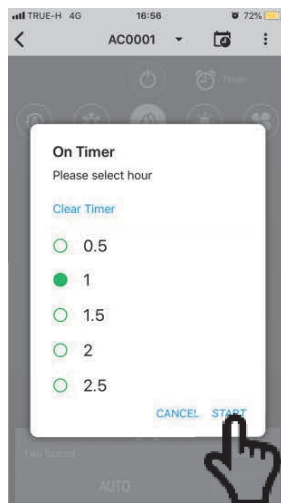 TRUE-H 4G 16:56 72%
AC0001
Timer
On Timer
Please select hour
Clear Timer
0.5
1
1.5
2
2.5
CANCEL START
Fan Speed
AUTO